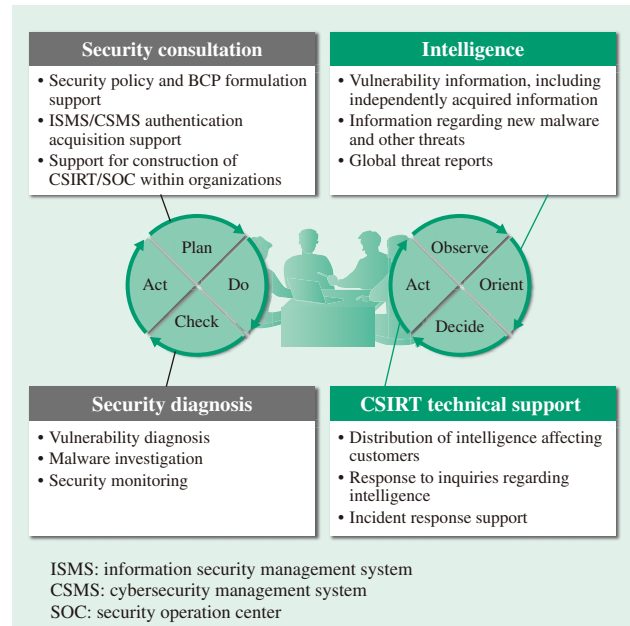 Security consultation
• Security policy and BCP formulation
support
• ISMS/CSMS authentication
acquisition support
• Support for construction of
CSIRT/SOC within organizations
Intelligence
• Vulnerability information, including
independently acquired information
• Information regarding new malware
and other threats
• Global threat reports
Plan
Act
Do
Check
Observe
Act
Orient
Decide
Security diagnosis
• Vulnerability diagnosis
• Malware investigation
• Security monitoring
CSIRT technical support
• Distribution of intelligence affecting
customers
• Response to inquiries regarding
intelligence
• Incident response support
ISMS: information security management system
CSMS: cybersecurity management system
SOC: security operation center